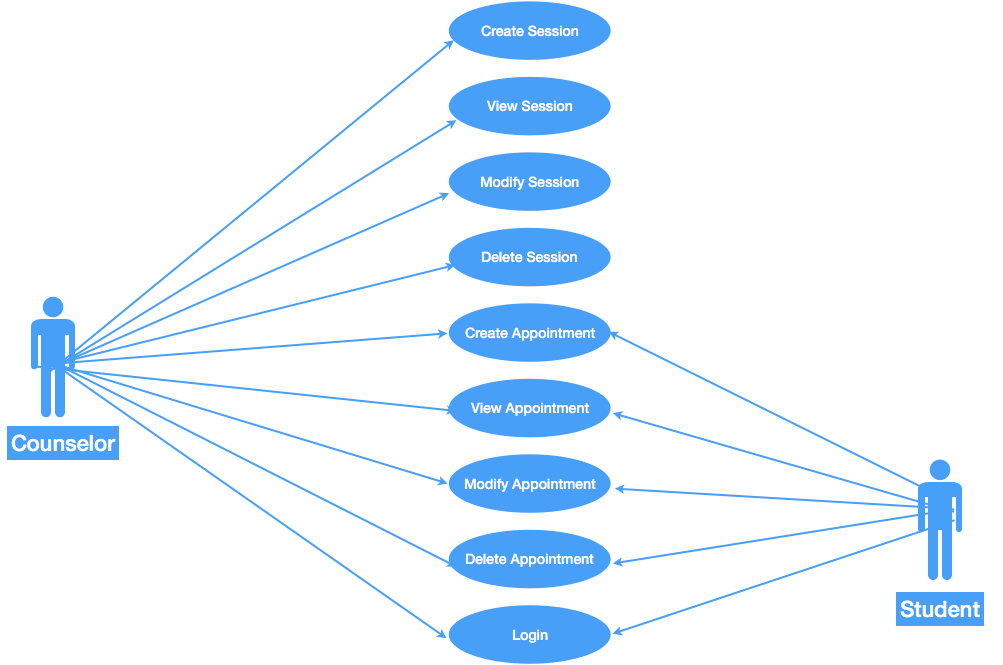 Create Session
View Session
Modify Session
Delete Session
Create Appointment
View Appointment
Counselor
Modify Appointment
Delete Appointment
Student
Login